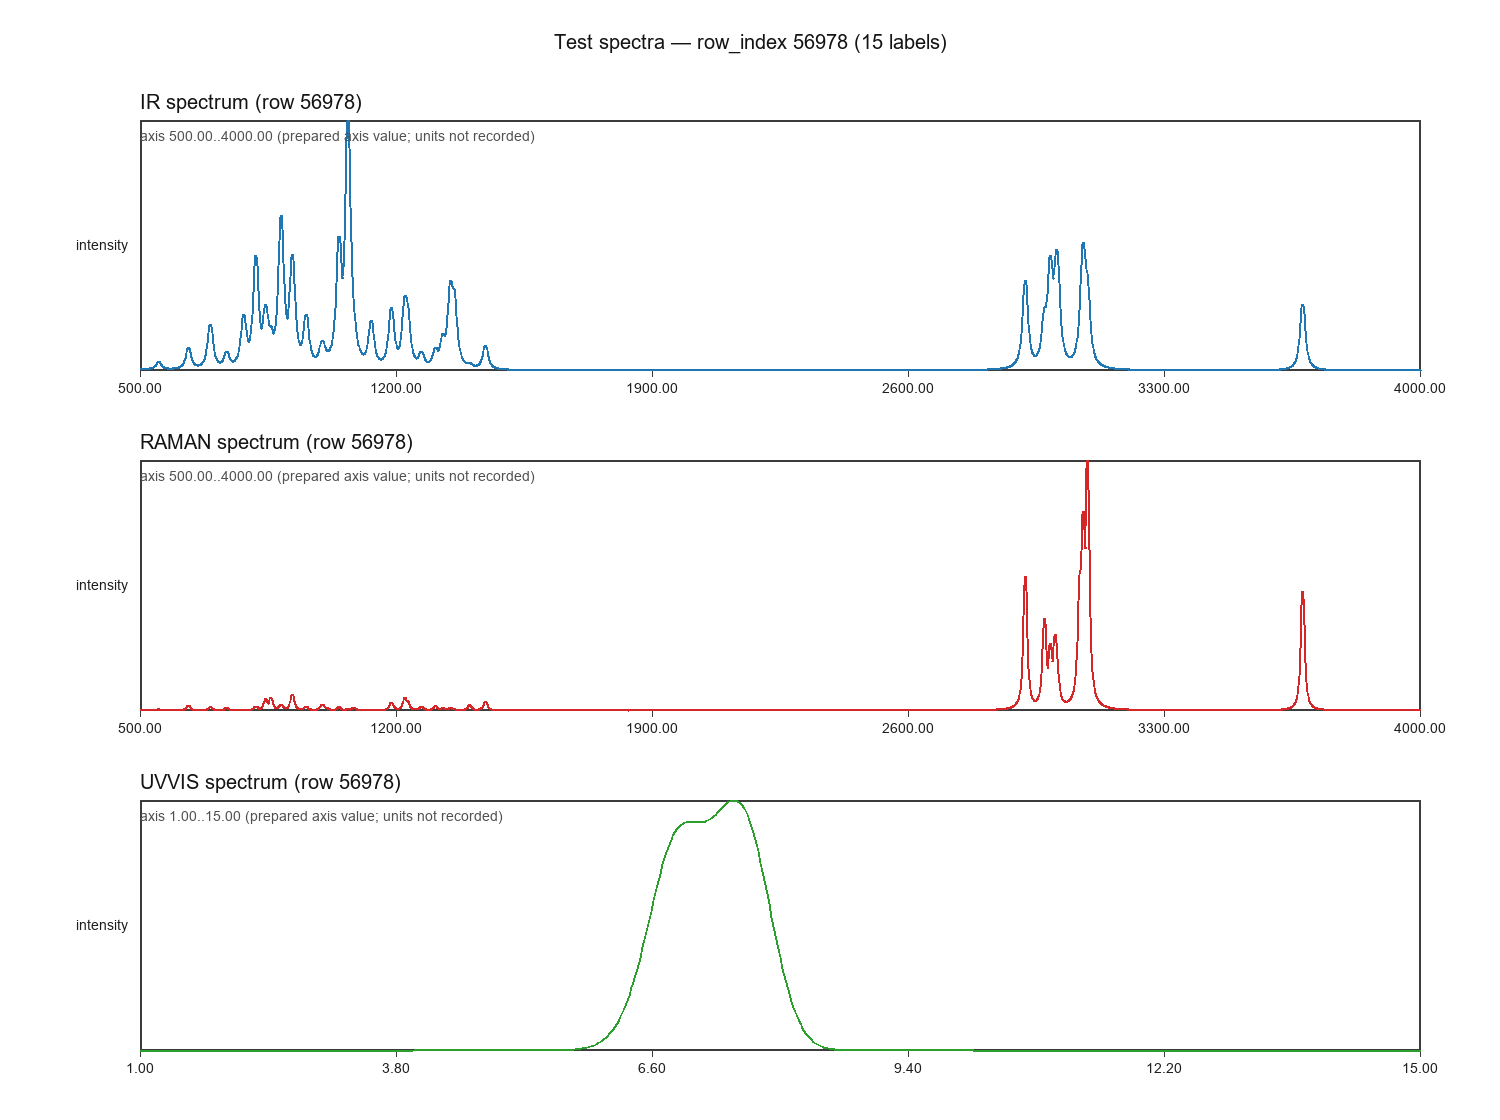 Test spectra — row_index 56978 (15 labels)
IR spectrum (row 56978)
axis 500.00..4000.00 (prepared axis value; units not recorded)
intensity
500.00 1200.00 1900.00 2600.00 3300.00 4000.00
RAMAN spectrum (row 56978)
axis 500.00..4000.00 (prepared axis value; units not recorded)
intensity
500.00 1200.00 1900.00 2600.00 3300.00 4000.00
UVVIS spectrum (row 56978)
axis 1.00..15.00 (prepared axis value; units not recorded)
intensity
1.00 3.80 6.60 9.40 12.20 15.00